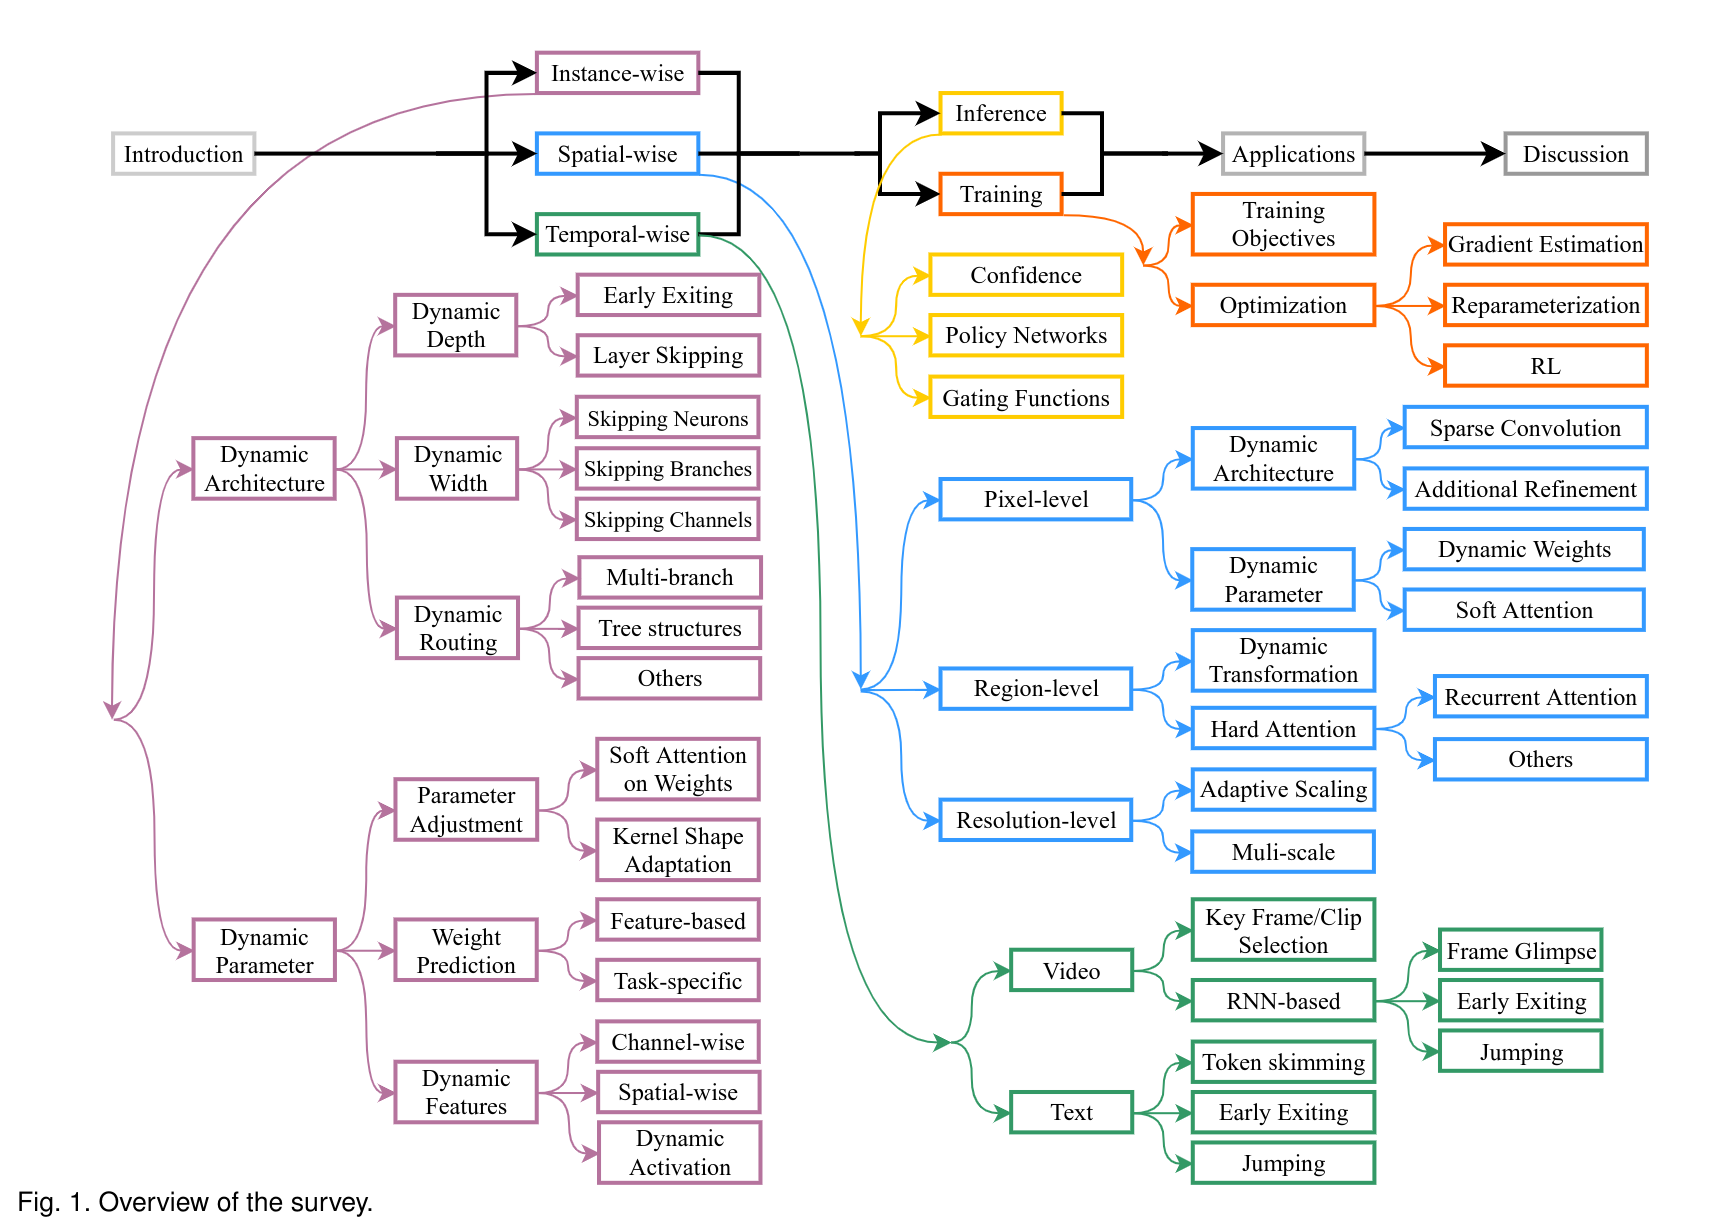 Introduction
Instance-wise
Spatial-wise
Temporal-wise
Inference
Training
Applications
Discussion
Dynamic
Architecture
Dynamic
Depth
Early Exiting
Layer Skipping
Dynamic
Width
Skipping Neurons
Skipping Branches
Skipping Channels
Dynamic
Routing
Multi-branch
Tree structures
Others
Dynamic
Parameter
Parameter
Adjustment
Soft Attention
on Weights
Kernel Shape
Adaptation
Weight
Prediction
Feature-based
Task-specific
Dynamic
Features
Channel-wise
Spatial-wise
Dynamic
Activation
Confidence
Policy Networks
Gating Functions
Training
Objectives
Optimization
Gradient Estimation
Reparameterization
RL
Pixel-level
Dynamic
Architecture
Sparse Convolution
Additional Refinement
Dynamic
Parameter
Dynamic Weights
Soft Attention
Region-level
Dynamic
Transformation
Hard Attention
Recurrent Attention
Others
Resolution-level
Adaptive Scaling
Muli-scale
Video
Key Frame/Clip
Selection
RNN-based
Frame Glimpse
Early Exiting
Jumping
Text
Token skimming
Early Exiting
Jumping
Fig. 1. Overview of the survey.